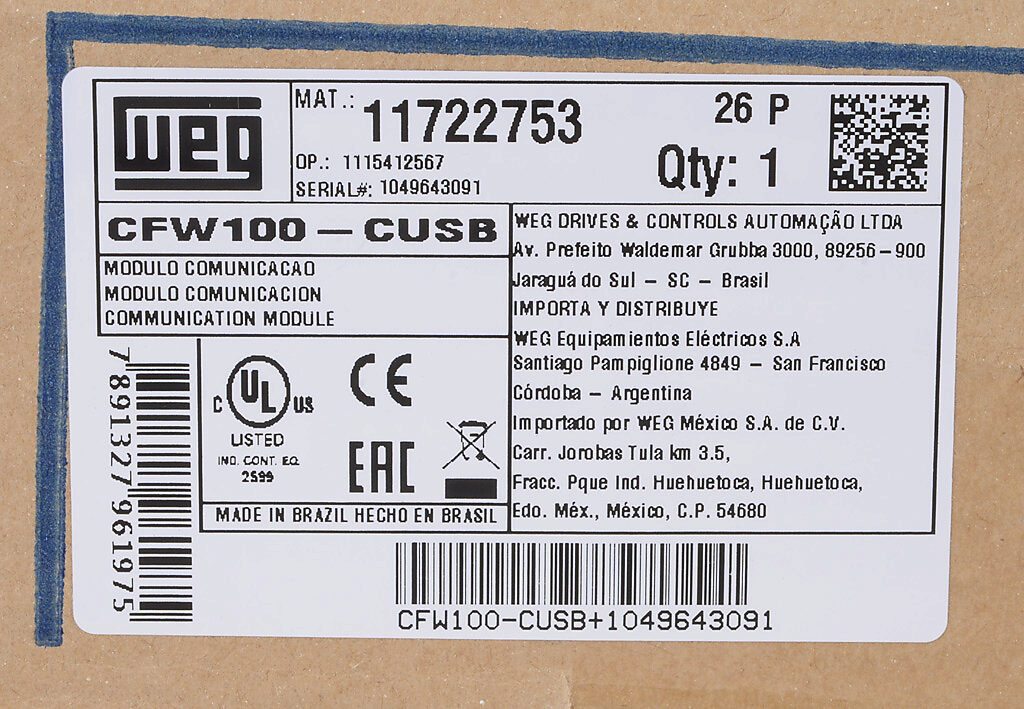 WEG
MAT.: 11722753
26 P
Qty: 1
OP.: 1115412567
SERIAL#: 1049643091
CFW100 – CUSB
MODULO COMUNICACAO
MODULO COMUNICACION
COMMUNICATION MODULE
WEG DRIVES & CONTROLS AUTOMAÇÃO LTDA
Av. Prefeito Waldemar Grubba 3000, 89256–900
Jaraguá do Sul – SC – Brasil
IMPORTA Y DISTRIBUYE
WEG Equipamientos Eléctricos S.A
Santiago Pampiglione 4849 – San Francisco
Córdoba – Argentina
Importado por WEG México S.A. de C.V.
Carr. Jorobas Tula km 3.5,
Fracc. Pque Ind. Huehuetoca, Huehuetoca,
Edo. Méx., México, C.P. 54680
7891327961975
C UL US
LISTED
IND. CONT. EQ.
2S99
CE
EAC
MADE IN BRAZIL HECHO EN BRASIL
CFW100-CUSB+1049643091